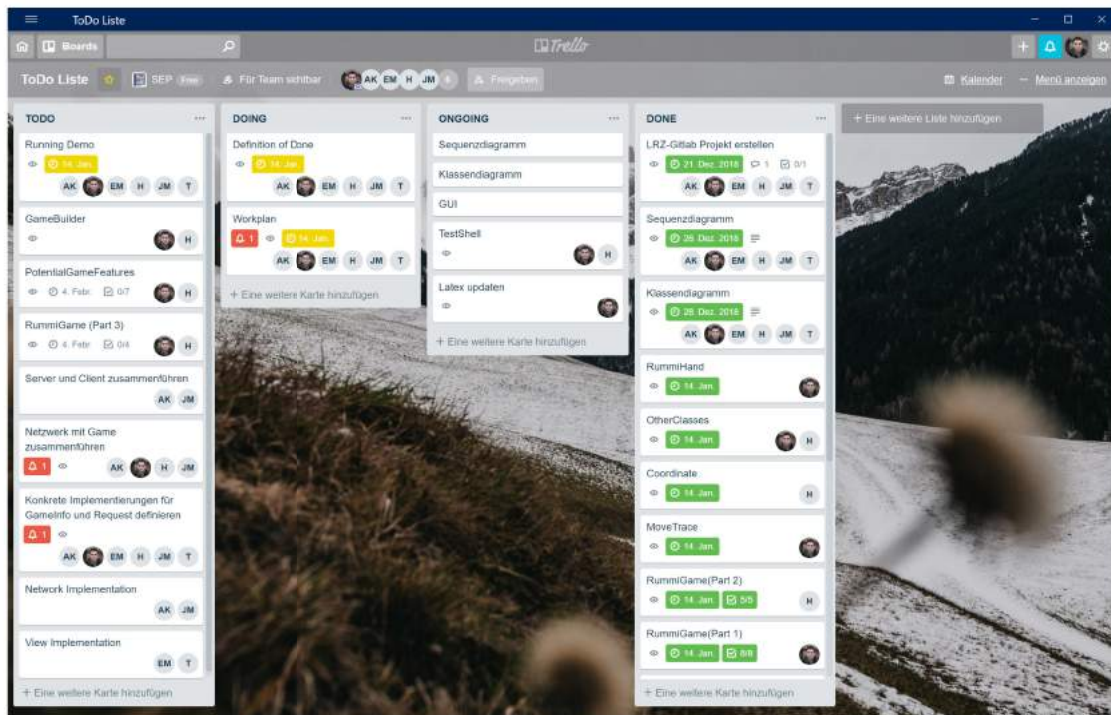 ToDo Liste
Boards
Trello
ToDo Liste
SEP Free
Für Team sichtbar
AK EM H JM
Freigeben
Kalender
Menü anzeigen
TODO
Running Demo
14. Jan.
AK EM H JM T
GameBuilder
H
PotentialGameFeatures
4. Febr. 0/7
H
RummiGame (Part 3)
4. Febr. 0/4
H
Server und Client zusammenführen
AK JM
Netzwerk mit Game
zusammenführen
1
AK H JM
Konkrete Implementierungen für
GameInfo und Request definieren
1
AK EM H JM T
Network Implementation
AK JM
View Implementation
EM T
+ Eine weitere Karte hinzufügen
DOING
Definition of Done
14. Jan.
AK EM H JM T
Workplan
1 14. Jan.
AK EM H JM T
+ Eine weitere Karte hinzufügen
ONGOING
Sequenzdiagramm
Klassendiagramm
GUI
TestShell
H
Latex updaten
+ Eine weitere Karte hinzufügen
DONE
LRZ-Gitlab Projekt erstellen
21. Dez. 2018 1 0/1
AK EM H JM T
Sequenzdiagramm
28. Dez. 2018
AK EM H JM T
Klassendiagramm
28. Dez. 2018
AK EM H JM T
RummiHand
14. Jan.
OtherClasses
14. Jan.
H
Coordinate
14. Jan.
H
MoveTrace
14. Jan.
RummiGame(Part 2)
14. Jan. 5/5
H
RummiGame(Part 1)
14. Jan. 8/8
+ Eine weitere Karte hinzufügen
+ Eine weitere Liste hinzufügen